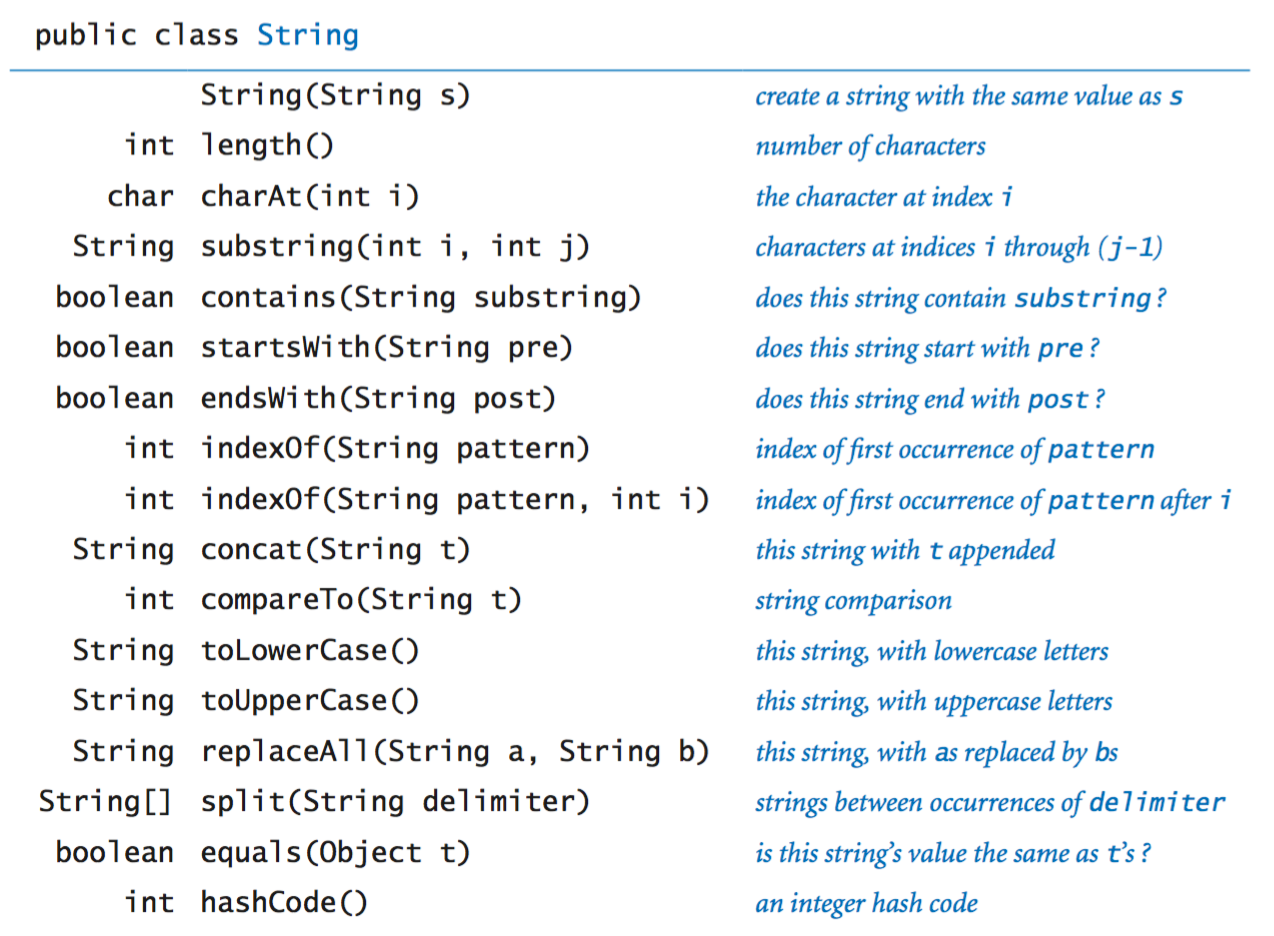 public class String
String(String s) create a string with the same value as s
int length() number of characters
char charAt(int i) the character at index i
String substring(int i, int j) characters at indices i through (j-1)
boolean contains(String substring) does this string contain substring?
boolean startsWith(String pre) does this string start with pre?
boolean endsWith(String post) does this string end with post?
int indexOf(String pattern) index of first occurrence of pattern
int indexOf(String pattern, int i) index of first occurrence of pattern after i
String concat(String t) this string with t appended
int compareTo(String t) string comparison
String toLowerCase() this string, with lowercase letters
String toUpperCase() this string, with uppercase letters
String replaceAll(String a, String b) this string, with as replaced by bs
String[] split(String delimiter) strings between occurrences of delimiter
boolean equals(Object t) is this string’s value the same as t’s?
int hashCode() an integer hash code